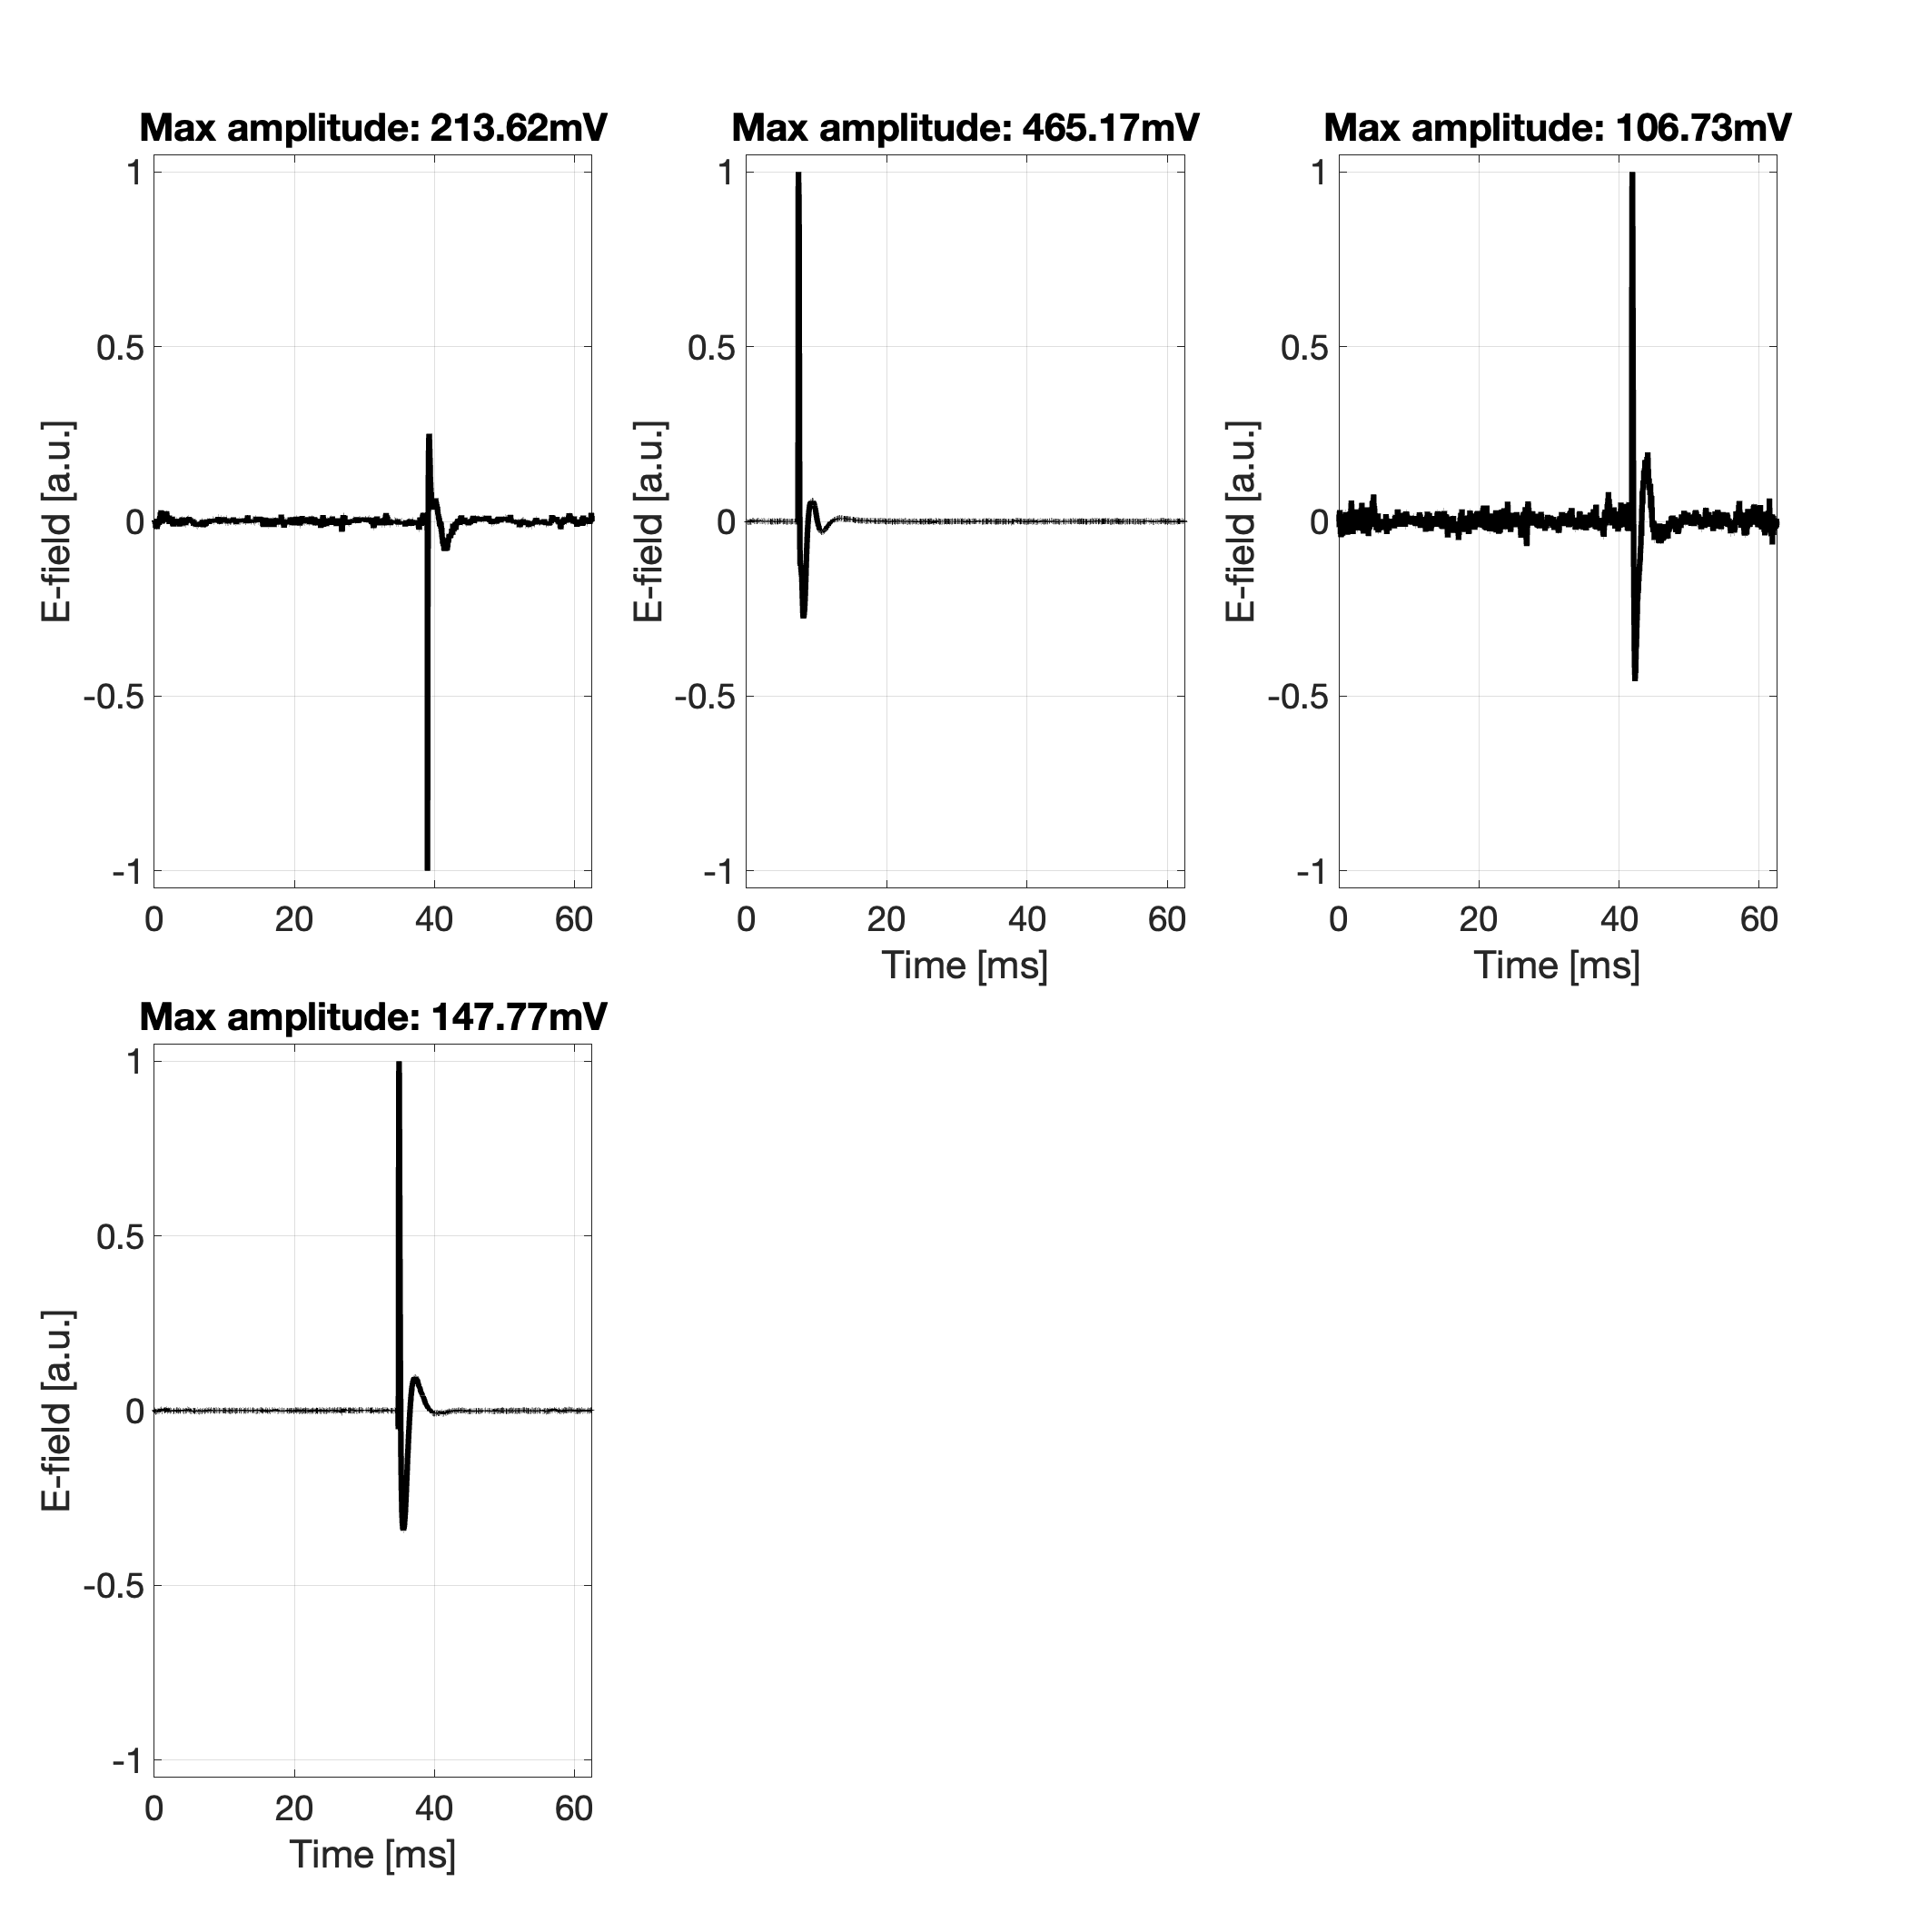 Max amplitude: 213.62mV
1
0.5
0
-0.5
-1
E-field [a.u.]
0 20 40 60
Max amplitude: 465.17mV
1
0.5
0
-0.5
-1
E-field [a.u.]
0 20 40 60
Time [ms]
Max amplitude: 106.73mV
1
0.5
0
-0.5
-1
E-field [a.u.]
0 20 40 60
Time [ms]
Max amplitude: 147.77mV
1
0.5
0
-0.5
-1
E-field [a.u.]
0 20 40 60
Time [ms]